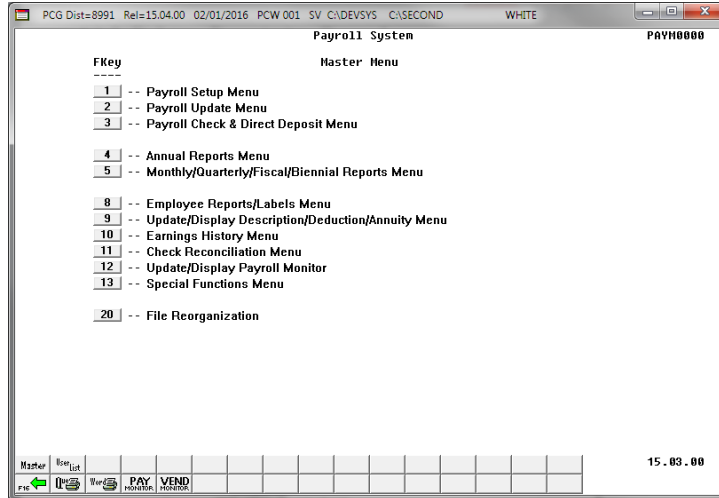 PCG Dist=8991 Rel=15.04.00 02/01/2016 PCW 001 SV C:\DEVSYS C:\SECOND WHITE
Payroll System PAYM0000
FKey Master Menu
----
1 -- Payroll Setup Menu
2 -- Payroll Update Menu
3 -- Payroll Check & Direct Deposit Menu
4 -- Annual Reports Menu
5 -- Monthly/Quarterly/Fiscal/Biennial Reports Menu
8 -- Employee Reports/Labels Menu
9 -- Update/Display Description/Deduction/Annuity Menu
10 -- Earnings History Menu
11 -- Check Reconciliation Menu
12 -- Update/Display Payroll Monitor
13 -- Special Functions Menu
20 -- File Reorganization
Master User List 15.03.00
F16 Que Word PAY MONITOR VEND MONITOR